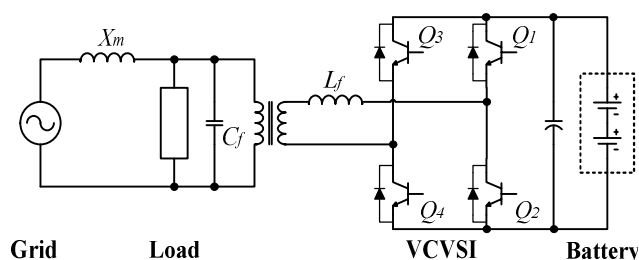 Xm
Q3
Q1
Lf
Cf
Q4
Q2
+
-
+
-
Grid
Load
VCVSI
Battery